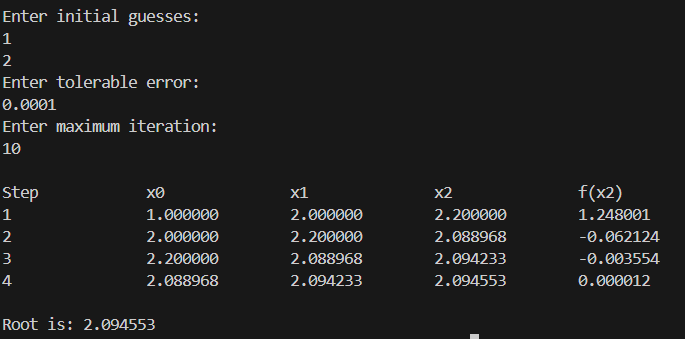 Enter initial guesses:
1
2
Enter tolerable error:
0.0001
Enter maximum iteration:
10
Step x0 x1 x2 f(x2)
1 1.000000 2.000000 2.200000 1.248001
2 2.000000 2.200000 2.088968 -0.062124
3 2.200000 2.088968 2.094233 -0.003554
4 2.088968 2.094233 2.094553 0.000012
Root is: 2.094553